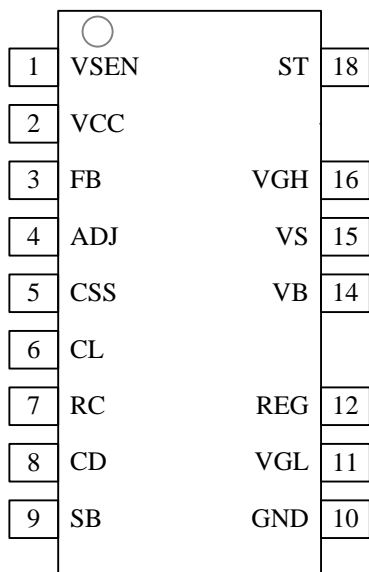 1 VSEN ST 18
2 VCC
3 FB VGH 16
4 ADJ VS 15
5 CSS VB 14
6 CL
7 RC REG 12
8 CD VGL 11
9 SB GND 10